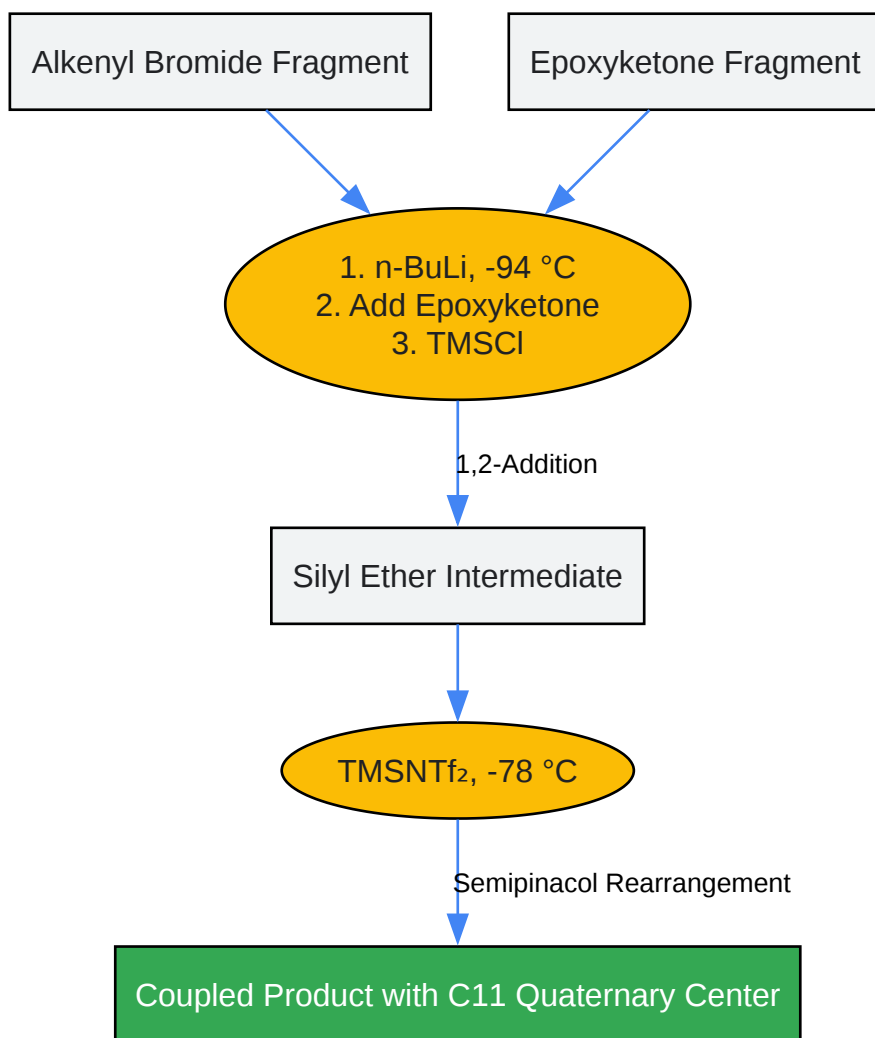 Alkenyl Bromide Fragment
Epoxyketone Fragment
1. n-BuLi, -94 °C
2. Add Epoxyketone
3. TMSCl
1,2-Addition
Silyl Ether Intermediate
TMSNTf₂, -78 °C
Semipinacol Rearrangement
Coupled Product with C11 Quaternary Center